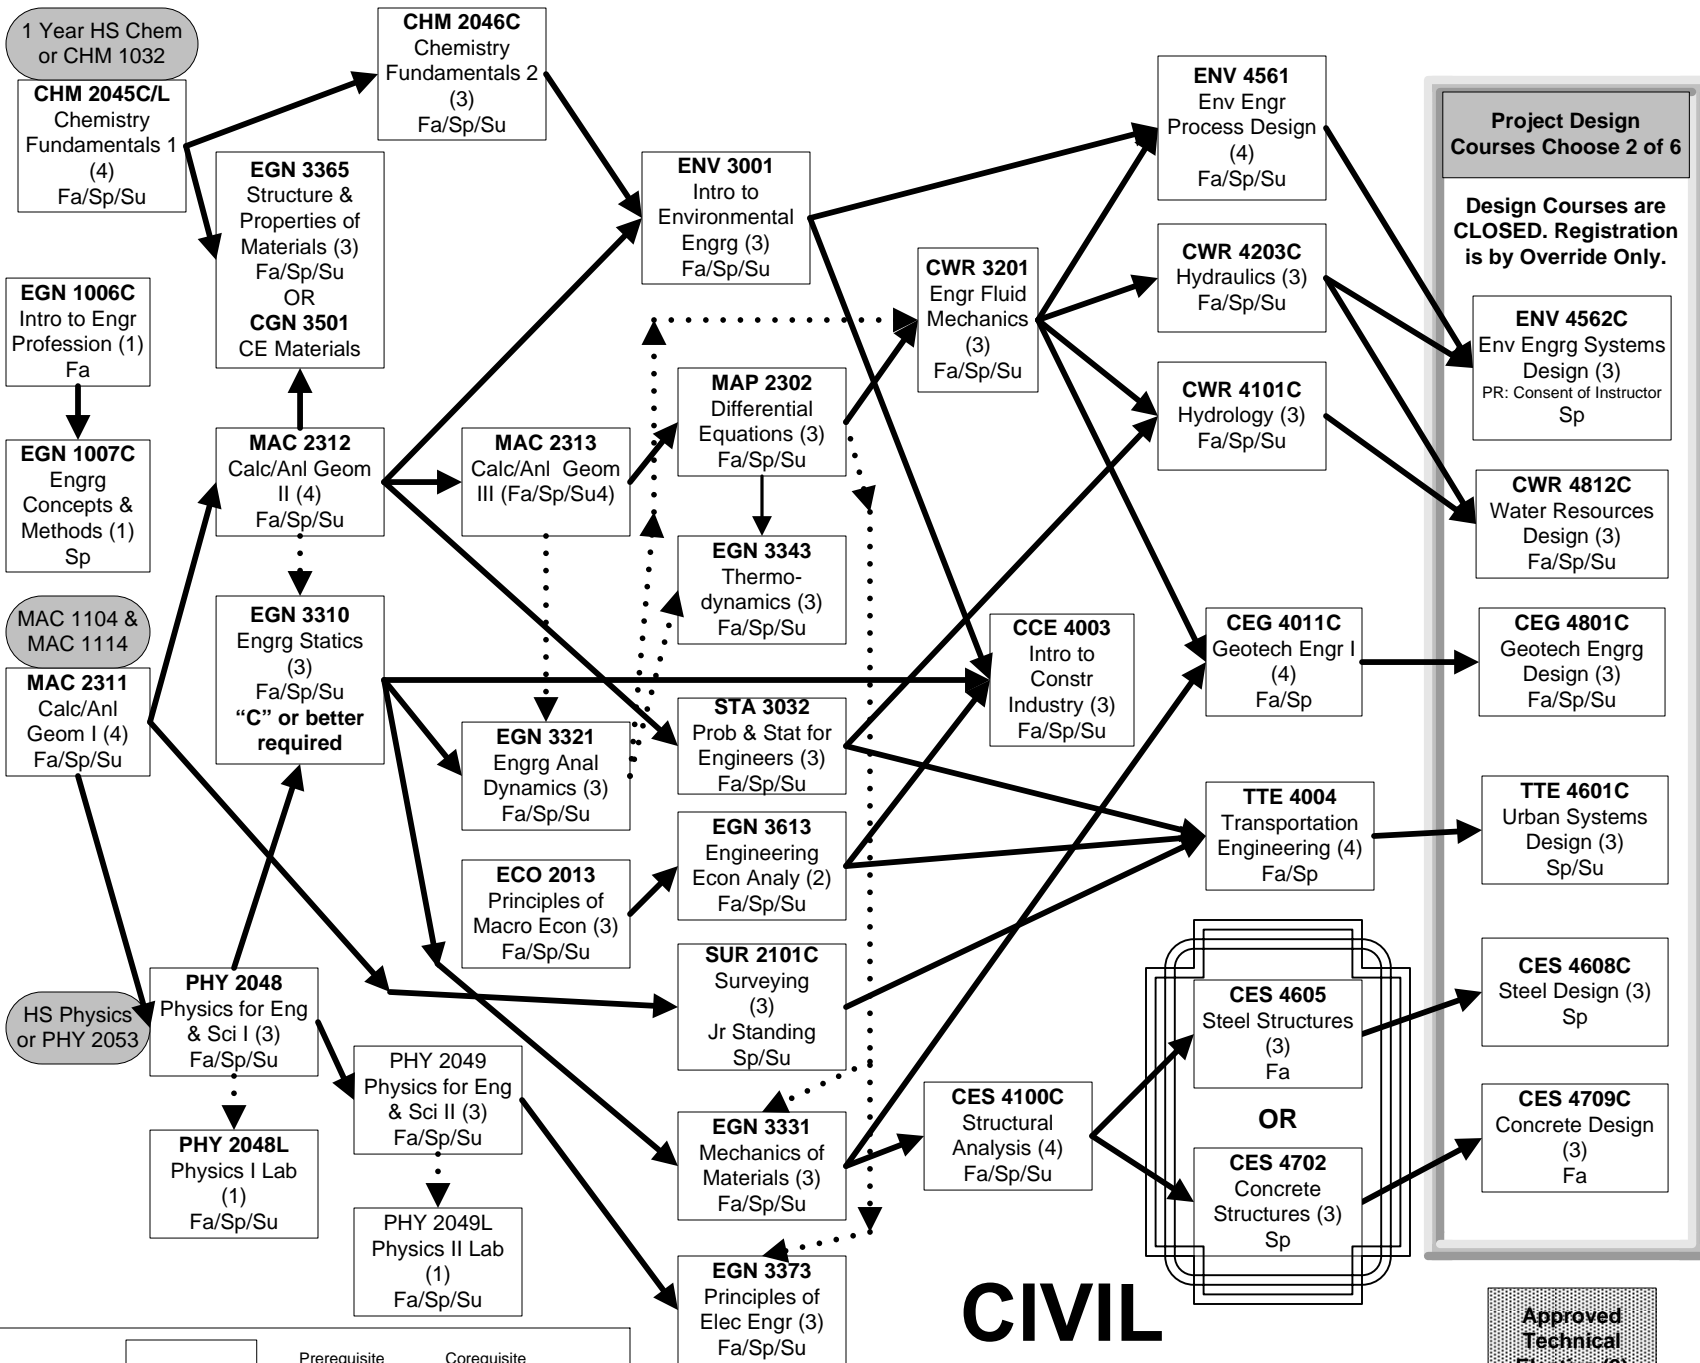 1 Year HS Chem
or CHM 1032
CHM 2045C/L
Chemistry
Fundamentals 1
(4)
Fa/Sp/Su
CHM 2046C
Chemistry
Fundamentals 2
(3)
Fa/Sp/Su
EGN 3365
Structure &
Properties of
Materials (3)
Fa/Sp/Su
OR
CGN 3501
CE Materials
EGN 1006C
Intro to Engr
Profession (1)
Fa
EGN 1007C
Engrg
Concepts &
Methods (1)
Sp
MAC 1104 &
MAC 1114
MAC 2311
Calc/Anl
Geom I (4)
Fa/Sp/Su
MAC 2312
Calc/Anl Geom
II (4)
Fa/Sp/Su
EGN 3310
Engrg Statics
(3)
Fa/Sp/Su
“C” or better
required
HS Physics
or PHY 2053
PHY 2048
Physics for Eng
& Sci I (3)
Fa/Sp/Su
PHY 2048L
Physics I Lab
(1)
Fa/Sp/Su
PHY 2049
Physics for Eng
& Sci II (3)
Fa/Sp/Su
PHY 2049L
Physics II Lab
(1)
Fa/Sp/Su
MAC 2313
Calc/Anl Geom
III (Fa/Sp/Su4)
EGN 3321
Engrg Anal
Dynamics (3)
Fa/Sp/Su
ECO 2013
Principles of
Macro Econ (3)
Fa/Sp/Su
ENV 3001
Intro to
Environmental
Engrg (3)
Fa/Sp/Su
MAP 2302
Differential
Equations (3)
Fa/Sp/Su
EGN 3343
Thermo-
dynamics (3)
Fa/Sp/Su
STA 3032
Prob & Stat for
Engineers (3)
Fa/Sp/Su
EGN 3613
Engineering
Econ Analy (2)
Fa/Sp/Su
SUR 2101C
Surveying
(3)
Jr Standing
Sp/Su
EGN 3331
Mechanics of
Materials (3)
Fa/Sp/Su
EGN 3373
Principles of
Elec Engr (3)
Fa/Sp/Su
CWR 3201
Engr Fluid
Mechanics
(3)
Fa/Sp/Su
CCE 4003
Intro to
Constr
Industry (3)
Fa/Sp/Su
CES 4100C
Structural
Analysis (4)
Fa/Sp/Su
ENV 4561
Env Engr
Process Design
(4)
Fa/Sp/Su
CWR 4203C
Hydraulics (3)
Fa/Sp/Su
CWR 4101C
Hydrology (3)
Fa/Sp/Su
CEG 4011C
Geotech Engr I
(4)
Fa/Sp
TTE 4004
Transportation
Engineering (4)
Fa/Sp
CES 4605
Steel Structures
(3)
Fa
OR
CES 4702
Concrete
Structures (3)
Sp
Project Design
Courses Choose 2 of 6
Design Courses are
CLOSED. Registration
is by Override Only.
ENV 4562C
Env Engrg Systems
Design (3)
PR: Consent of Instructor
Sp
CWR 4812C
Water Resources
Design (3)
Fa/Sp/Su
CEG 4801C
Geotech Engrg
Design (3)
Fa/Sp/Su
TTE 4601C
Urban Systems
Design (3)
Sp/Su
CES 4608C
Steel Design (3)
Sp
CES 4709C
Concrete Design
(3)
Fa
CIVIL
Approved
Technical
Prerequisite
Corequisite